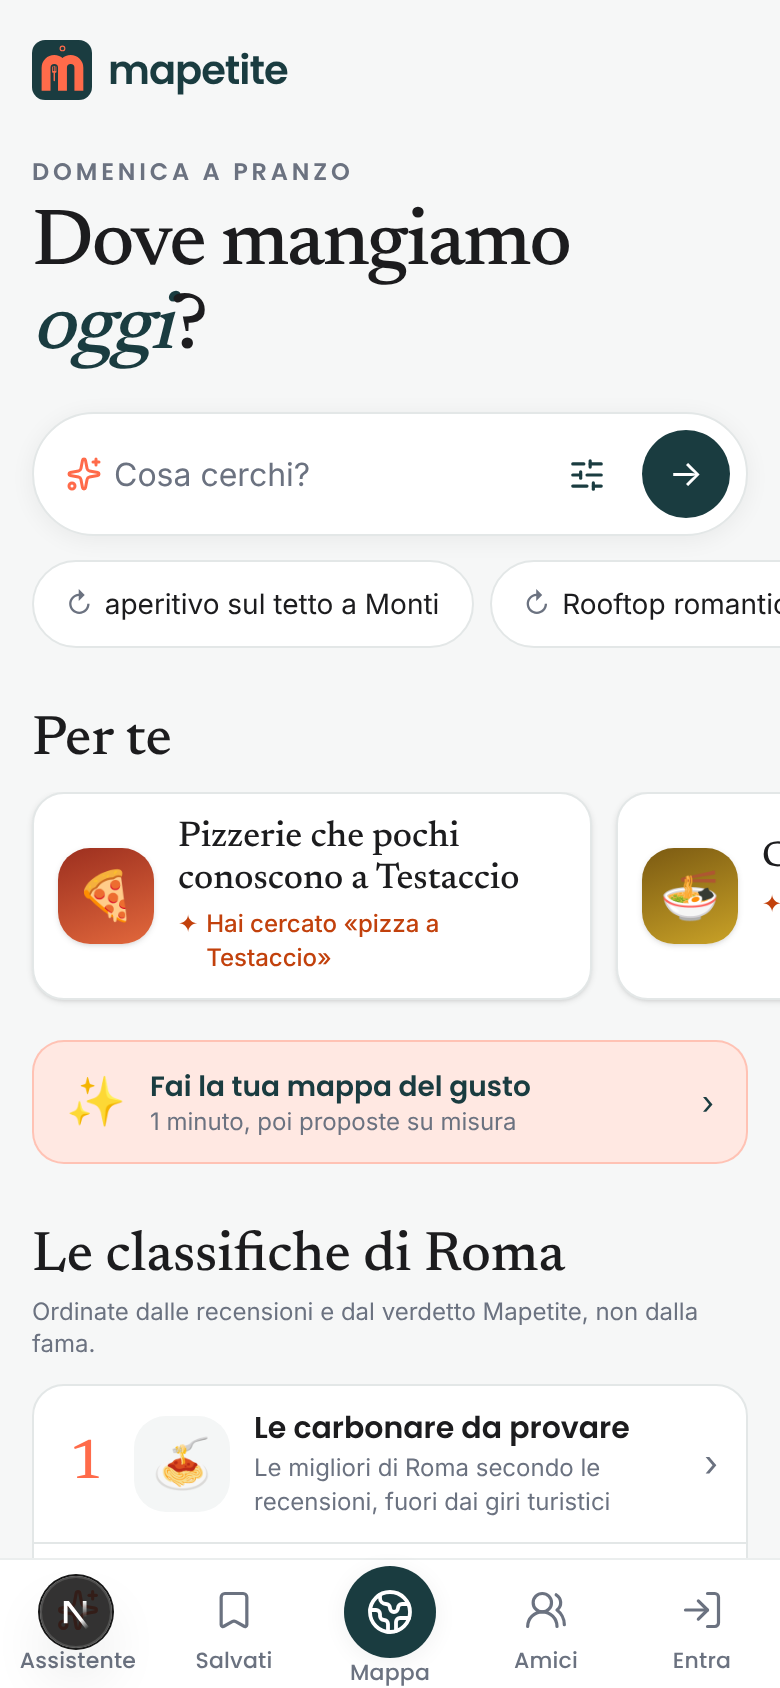 mapetite
DOMENICA A PRANZO
Dove mangiamo
oggi?
Cosa cerchi?
aperitivo sul tetto a Monti
Rooftop romantic
Per te
Pizzerie che pochi
conoscono a Testaccio
✦ Hai cercato «pizza a
Testaccio»
✦
Fai la tua mappa del gusto
1 minuto, poi proposte su misura
Le classifiche di Roma
Ordinate dalle recensioni e dal verdetto Mapetite, non dalla
fama.
1
Le carbonare da provare
Le migliori di Roma secondo le
recensioni, fuori dai giri turistici
N
Assistente
Salvati
Mappa
Amici
Entra